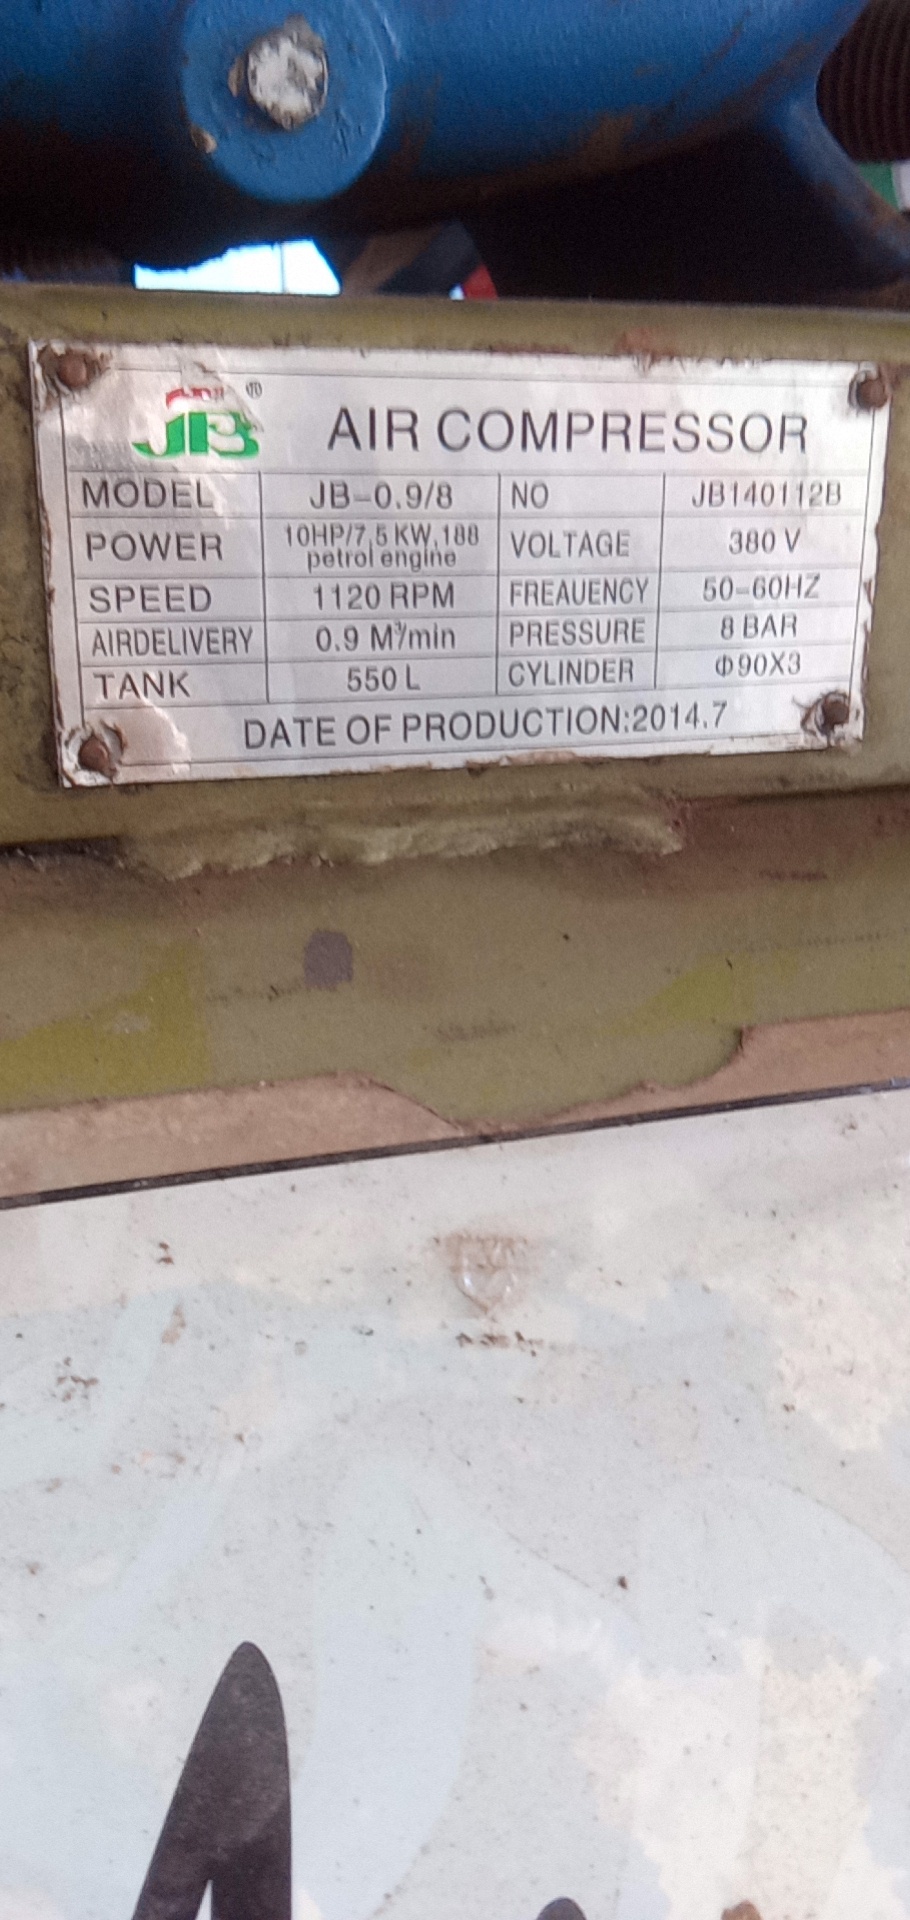 JB ®
AIR COMPRESSOR
MODEL JB-0.9/8 NO JB140112B
POWER 10HP/7.5 KW,188 petrol engine VOLTAGE 380 V
SPEED 1120 RPM FREAUENCY 50-60HZ
AIRDELIVERY 0.9 M³/min PRESSURE 8 BAR
TANK 550 L CYLINDER Φ90X3
DATE OF PRODUCTION:2014.7